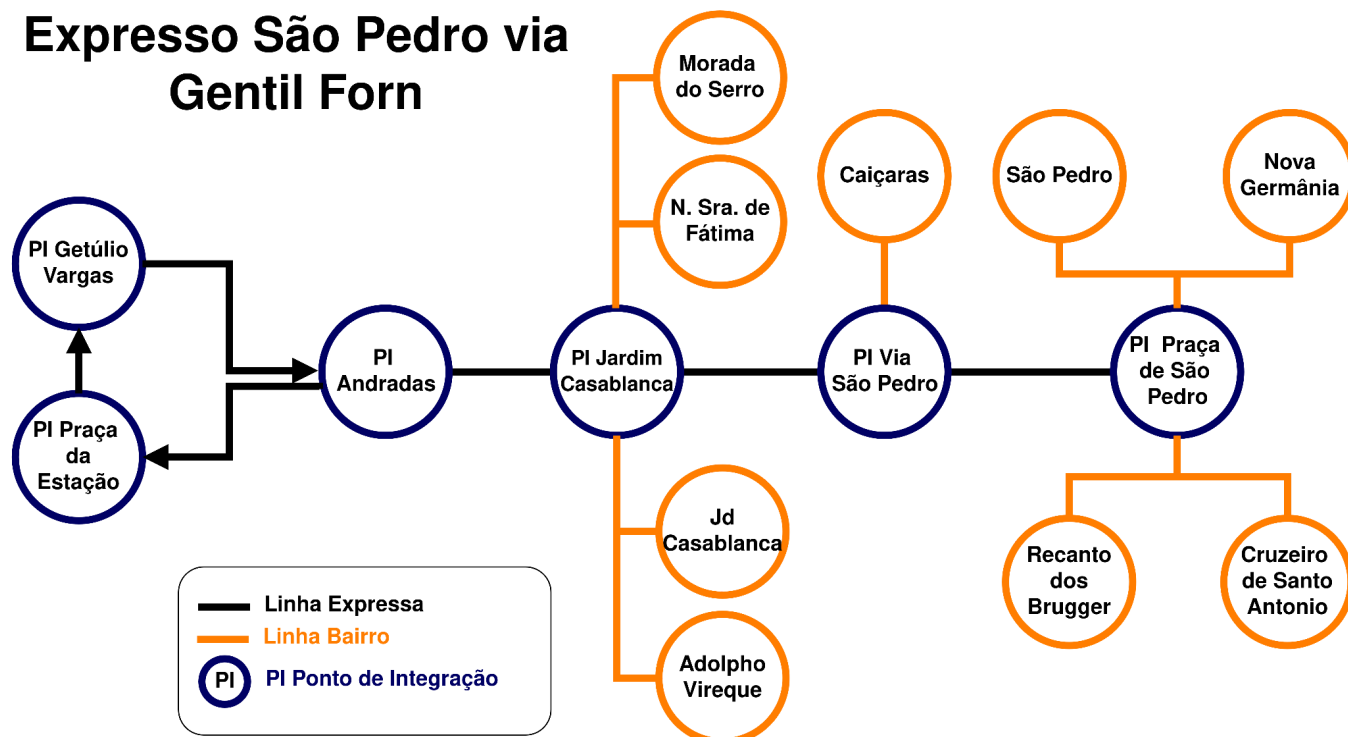 Expresso São Pedro via
Gentil Forn
Morada
do Serro
N. Sra. de
Fátima
Caiçaras
São Pedro
Nova
Germânia
PI Getúlio
Vargas
PI
Andradas
PI Jardim
Casablanca
PI Via
São Pedro
PI Praça
de São
Pedro
PI Praça
da
Estação
Jd
Casablanca
Adolpho
Vireque
Recanto
dos
Brugger
Cruzeiro
de Santo
Antonio
Linha Expressa
Linha Bairro
PI PI Ponto de Integração